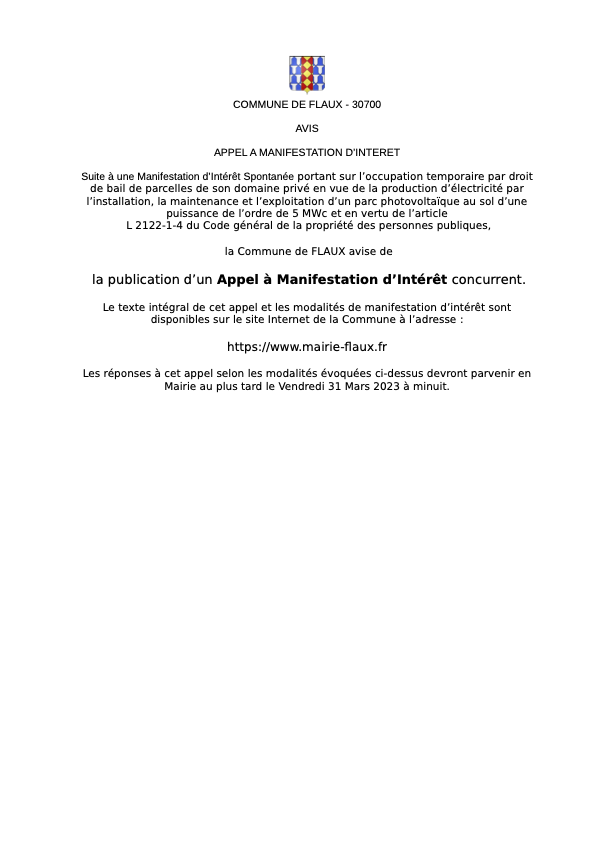 COMMUNE DE FLAUX - 30700
AVIS
APPEL A MANIFESTATION D'INTERET
Suite à une Manifestation d'Intérêt Spontanée portant sur l’occupation temporaire par droit
de bail de parcelles de son domaine privé en vue de la production d’électricité par
l’installation, la maintenance et l’exploitation d’un parc photovoltaïque au sol d’une
puissance de l’ordre de 5 MWc et en vertu de l’article
L 2122-1-4 du Code général de la propriété des personnes publiques,
la Commune de FLAUX avise de
la publication d’un Appel à Manifestation d’Intérêt concurrent.
Le texte intégral de cet appel et les modalités de manifestation d’intérêt sont
disponibles sur le site Internet de la Commune à l’adresse :
https://www.mairie-flaux.fr
Les réponses à cet appel selon les modalités évoquées ci-dessus devront parvenir en
Mairie au plus tard le Vendredi 31 Mars 2023 à minuit.